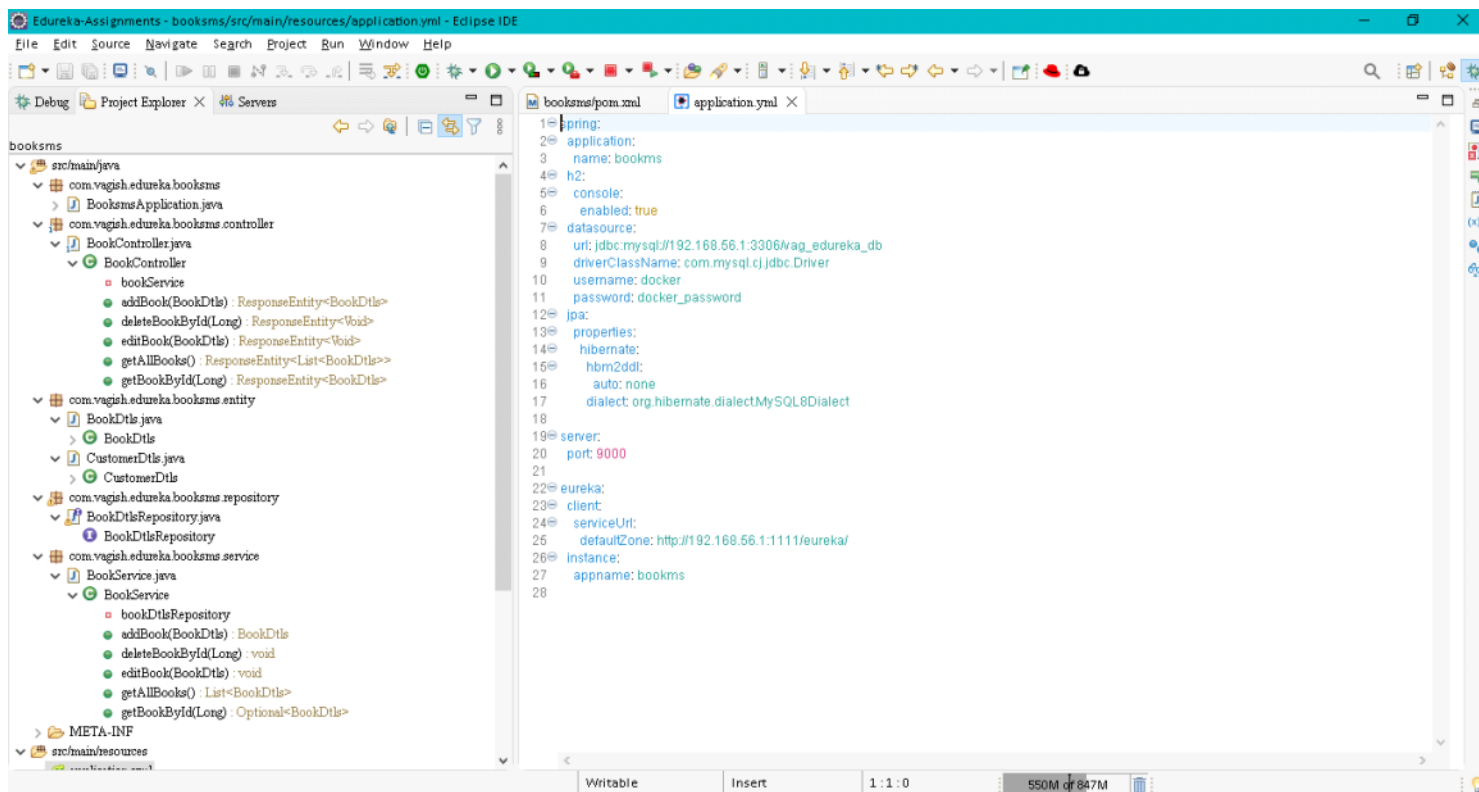 Edureka-Assignments - booksms/src/main/resources/application.yml - Eclipse IDE
File Edit Source Navigate Search Project Run Window Help
Debug Project Explorer Servers
booksms
src/main/java
com.vagish.edureka.booksms
BooksmsApplication.java
com.vagish.edureka.booksms.controller
BookController.java
BookController
bookService
addBook(BookDtls) : ResponseEntity<BookDtls>
deleteBookById(Long) : ResponseEntity<Void>
editBook(BookDtls) : ResponseEntity<Void>
getAllBooks() : ResponseEntity<List<BookDtls>>
getBookById(Long) : ResponseEntity<BookDtls>
com.vagish.edureka.booksms.entity
BookDtls.java
BookDtls
CustomerDtls.java
CustomerDtls
com.vagish.edureka.booksms.repository
BookDtlsRepository.java
BookDtlsRepository
com.vagish.edureka.booksms.service
BookService.java
BookService
bookDtlsRepository
addBook(BookDtls) : BookDtls
deleteBookById(Long) : void
editBook(BookDtls) : void
getAllBooks() : List<BookDtls>
getBookById(Long) : Optional<BookDtls>
META-INF
src/main/resources
booksms/pom.xml application.yml
1 spring:
2 application:
3 name: bookms
4 h2:
5 console:
6 enabled: true
7 datasource:
8 url: jdbc:mysql://192.168.56.1:3306/vag_edureka_db
9 driverClassName: com.mysql.cj.jdbc.Driver
10 username: docker
11 password: docker_password
12 jpa:
13 properties:
14 hibernate:
15 hbm2ddl:
16 auto: none
17 dialect: org.hibernate.dialect.MySQL8Dialect
18
19 server:
20 port: 9000
21
22 eureka:
23 client:
24 serviceUrl:
25 defaultZone: http://192.168.56.1:1111/eureka/
26 instance:
27 appname: bookms
28
Writable Insert 1 : 1 : 0 550M of 847M